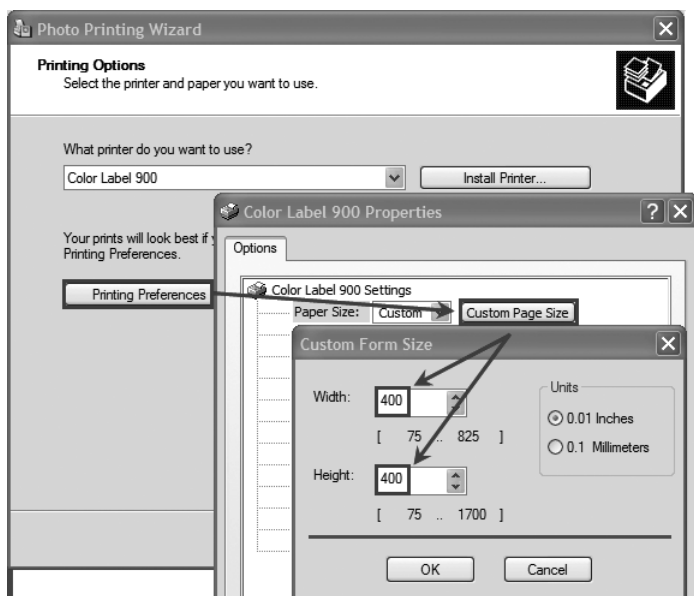 Photo Printing Wizard
Printing Options
Select the printer and paper you want to use.
What printer do you want to use?
Color Label 900
Install Printer...
Color Label 900 Properties
Your prints will look best if
Printing Preferences.
Options
Printing Preferences
Color Label 900 Settings
Paper Size: Custom Custom Page Size
Custom Form Size
Width: 400
[ 75 .. 825 ]
Height: 400
[ 75 .. 1700 ]
Units
0.01 Inches
0.1 Millimeters
OK Cancel